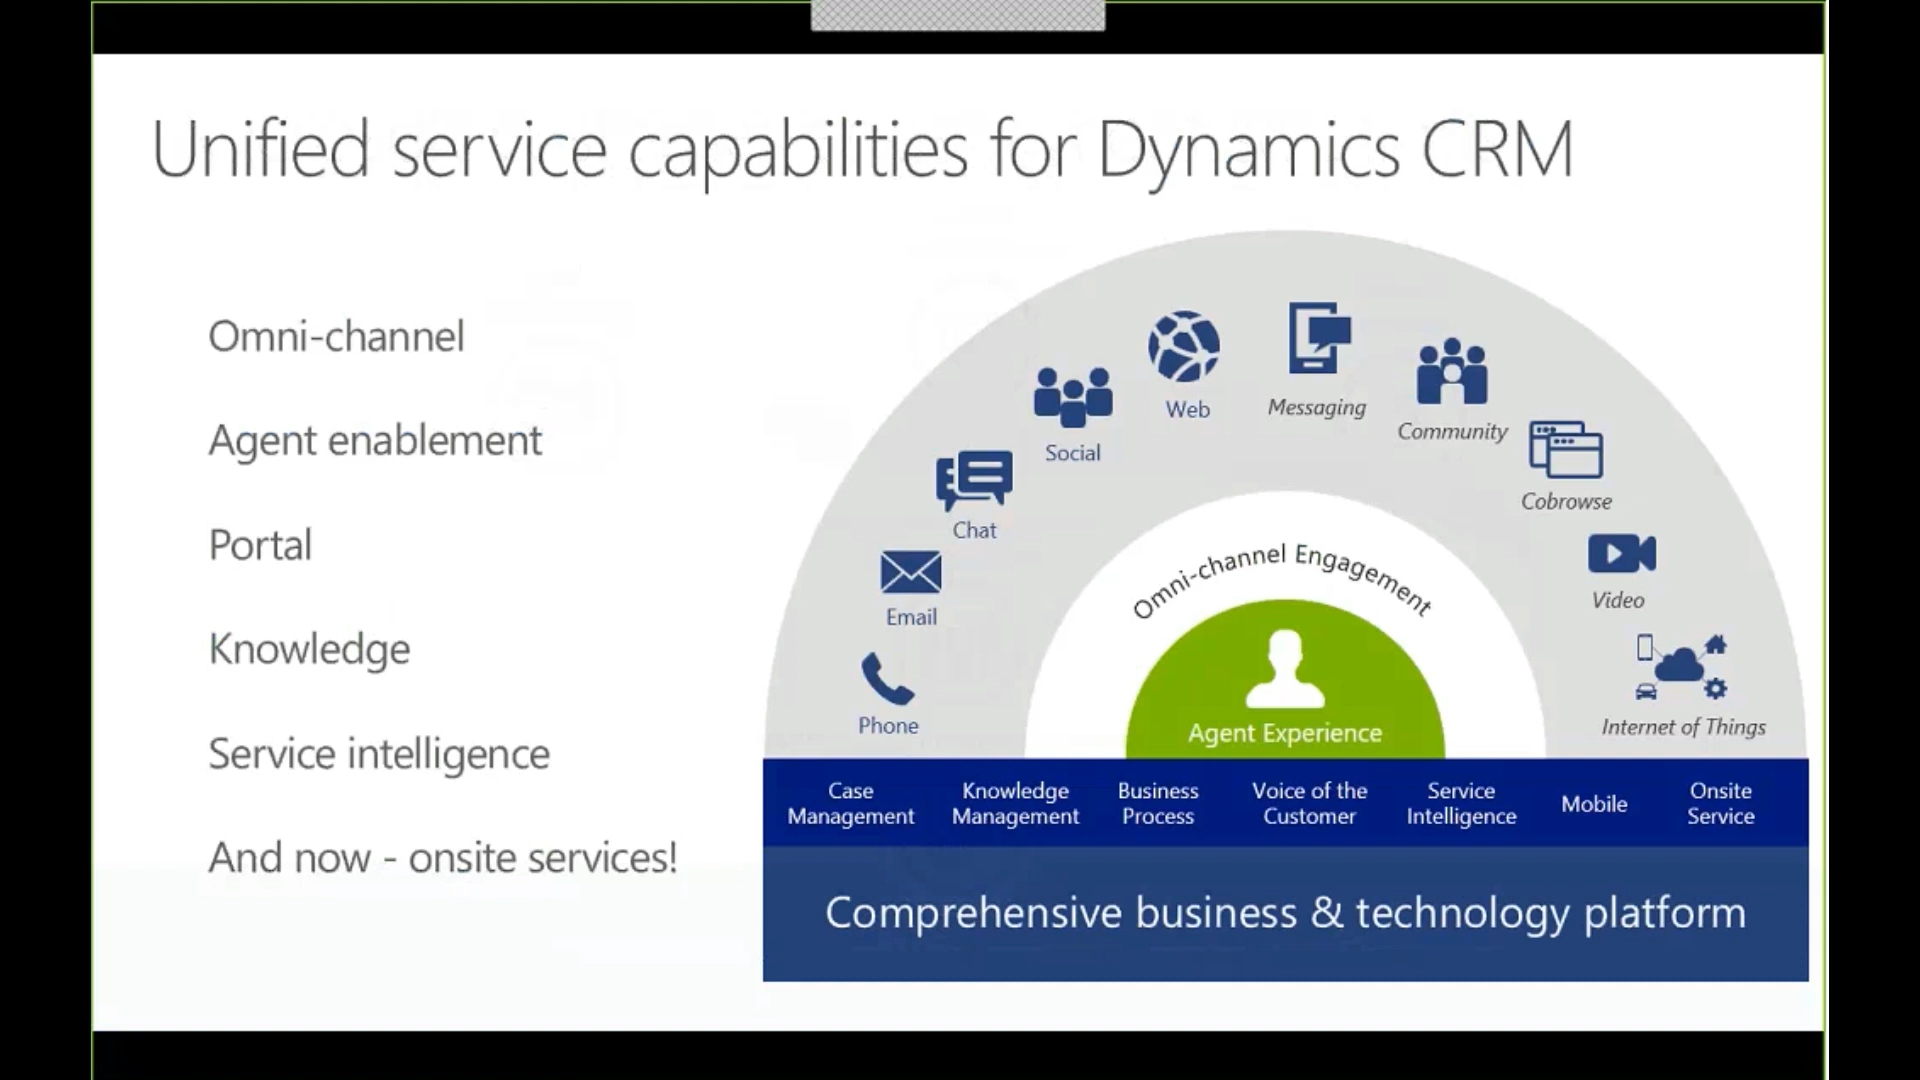 Unified service capabilities for Dynamics CRM
Omni-channel
Agent enablement
Portal
Knowledge
Service intelligence
And now - onsite services!
Phone
Email
Chat
Social
Web
Messaging
Community
Cobrowse
Video
Internet of Things
Omni-channel Engagement
Agent Experience
Case
Management
Knowledge
Management
Business
Process
Voice of the
Customer
Service
Intelligence
Mobile
Onsite
Service
Comprehensive business & technology platform